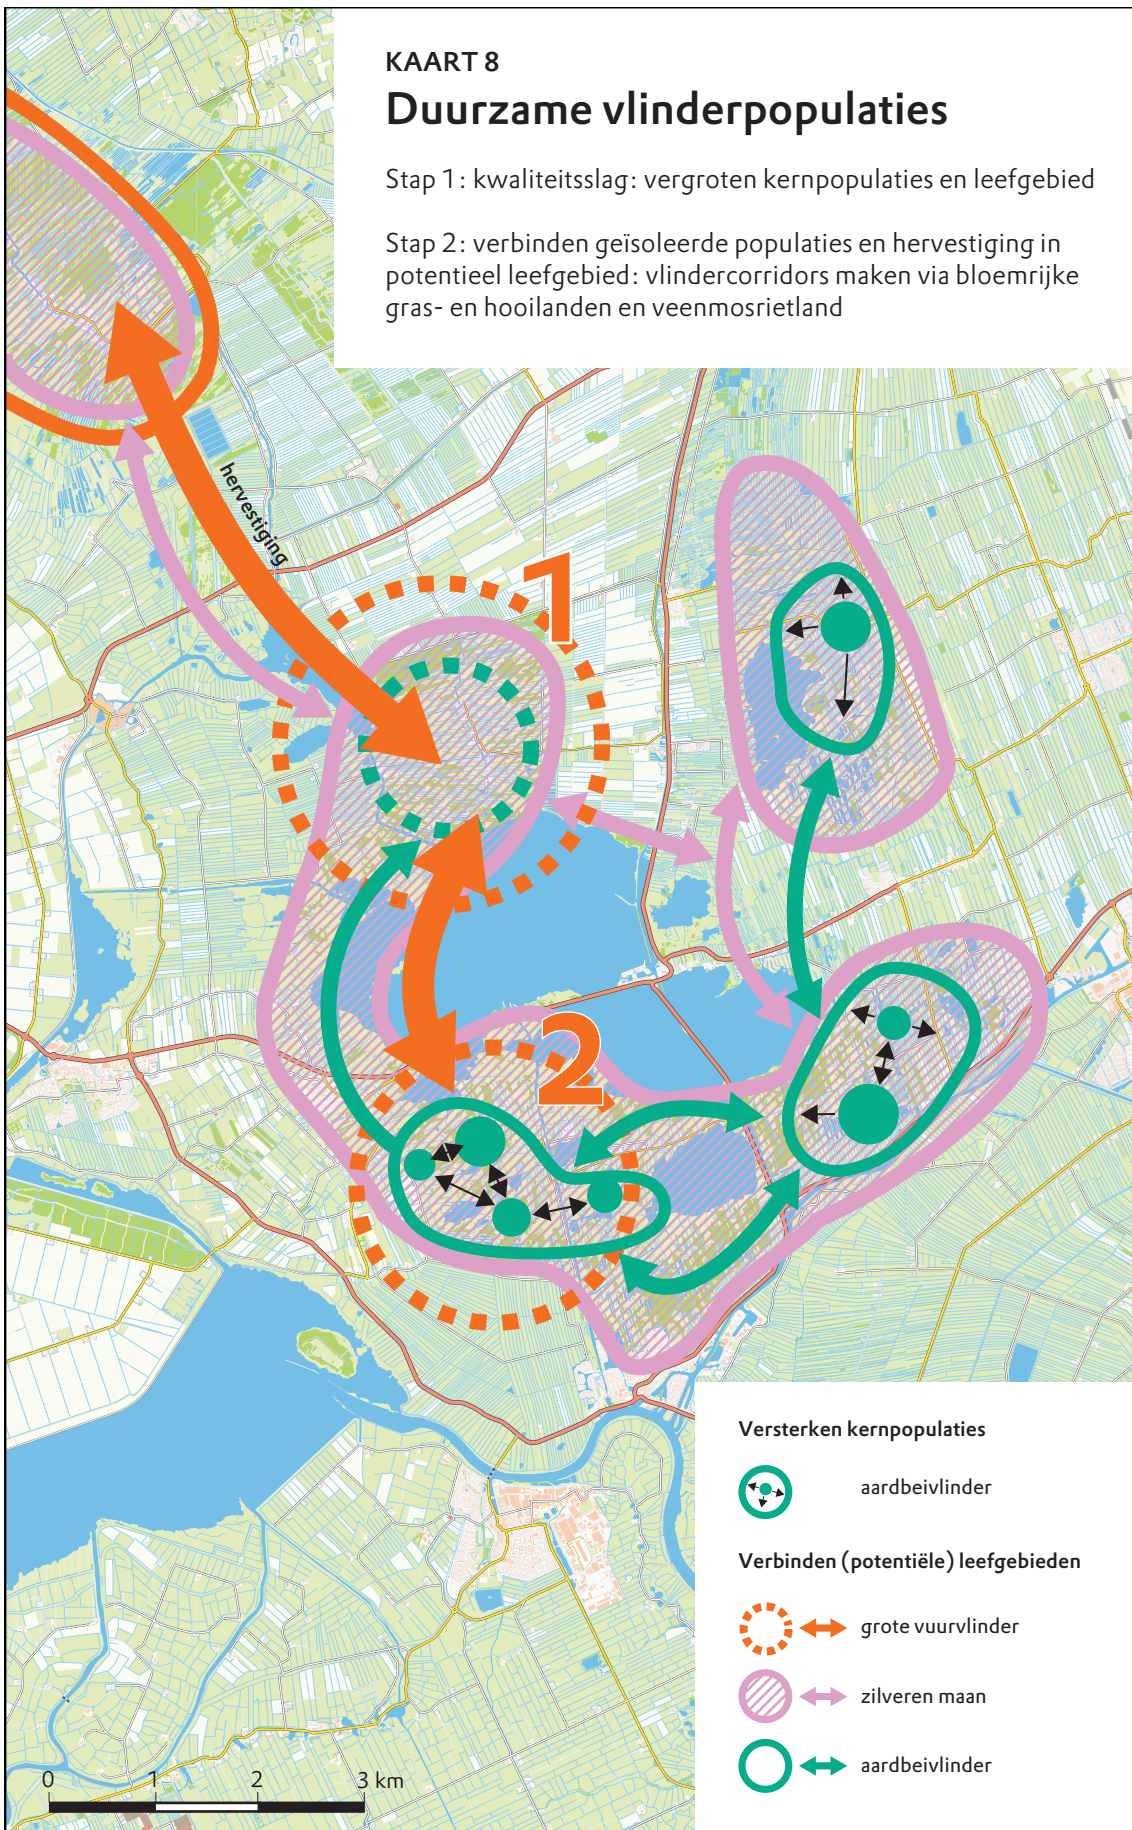 KAART 8
Duurzame vlinderpopulaties
Stap 1: kwaliteitsslag: vergroten kernpopulaties en leefgebied
Stap 2: verbinden geïsoleerde populaties en hervestiging in
potentieel leefgebied: vlindercorridors maken via bloemrijke
gras- en hooilanden en veenmosrietland
hervestiging
1
2
Versterken kernpopulaties
aardbeivlinder
Verbinden (potentiële) leefgebieden
grote vuurvlinder
zilveren maan
aardbeivlinder
0 1 2 3 km